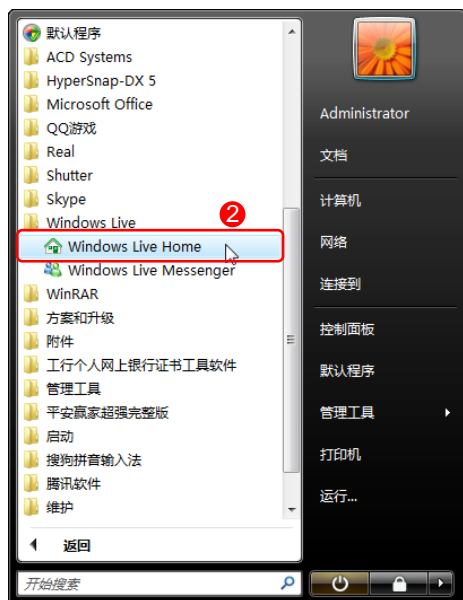 默认程序
ACD Systems
HyperSnap-DX 5
Microsoft Office
QQ游戏
Real
Shutter
Skype
Windows Live
2
Windows Live Home
Windows Live Messenger
WinRAR
方案和升级
附件
工行个人网上银行证书工具软件
管理工具
平安赢家超强完整版
启动
搜狗拼音输入法
腾讯软件
维护
返回
开始搜索
Administrator
文档
计算机
网络
连接到
控制面板
默认程序
管理工具
打印机
运行...